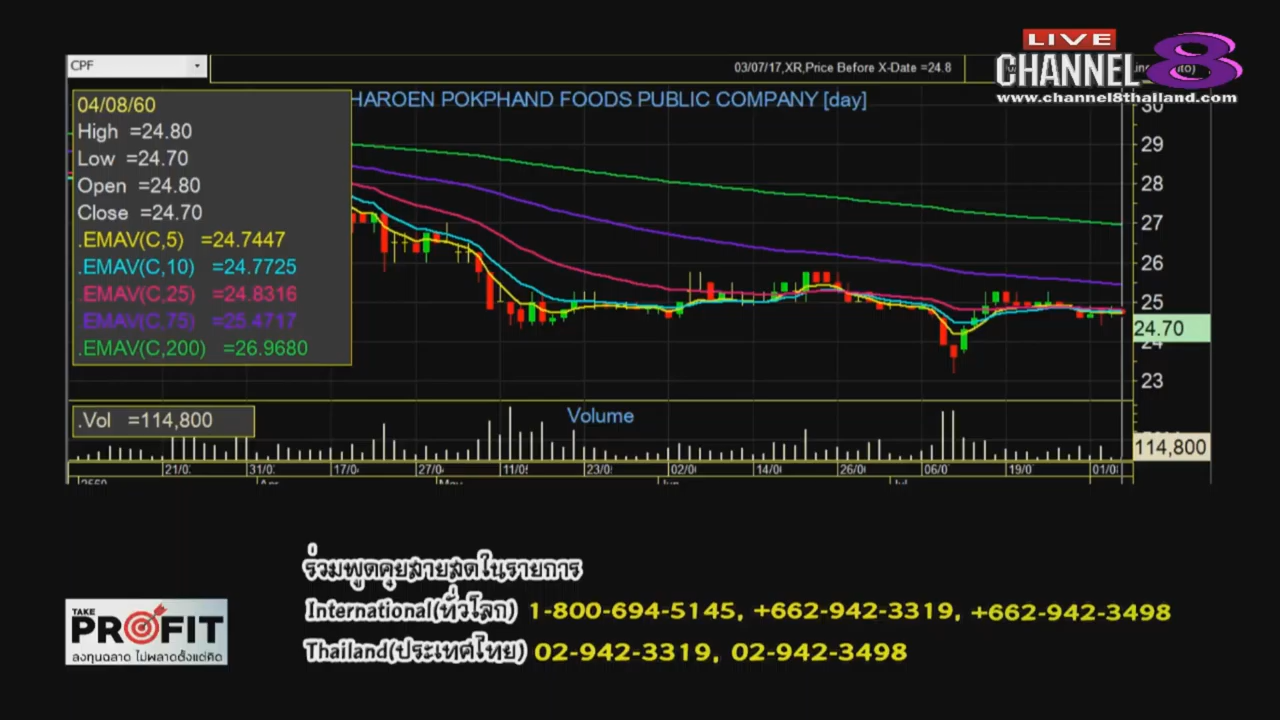 LIVE
CHANNEL 8
www.channel8thailand.com
CPF
03/07/17,XR,Price Before X-Date =24.8
HAROEN POKPHAND FOODS PUBLIC COMPANY [day]
04/08/60
High =24.80
Low =24.70
Open =24.80
Close =24.70
.EMAV(C,5) =24.7447
.EMAV(C,10) =24.7725
.EMAV(C,25) =24.8316
.EMAV(C,75) =25.4717
.EMAV(C,200) =26.9680
30
29
28
27
26
25
24.70
24
23
.Vol =114,800
Volume
114,800
21/0 31/0 17/0 27/0 11/0 23/0 02/0 14/0 26/0 06/0 19/0 01/0
2560 Apr May Jun Jul
ร่วมพูดคุยสายสดในรายการ
International(ทั่วโลก) 1-800-694-5145, +662-942-3319, +662-942-3498
Thailand(ประเทศไทย) 02-942-3319, 02-942-3498
TAKE
PROFIT
ลงทุนฉลาด ไม่พลาดตั้งแต่คิด